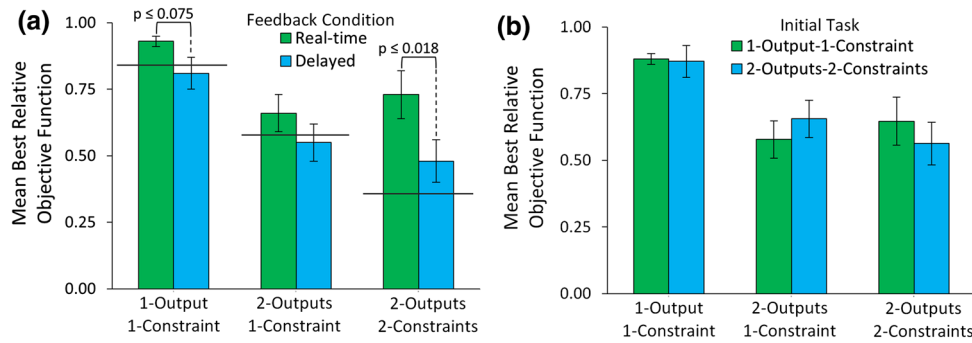 (a)
p ≤ 0.075
Feedback Condition
Real-time
Delayed
p ≤ 0.018
Mean Best Relative
Objective Function
1.00
0.75
0.50
0.25
0.00
1-Output
1-Constraint
2-Outputs
1-Constraint
2-Outputs
2-Constraints
(b)
Initial Task
1-Output-1-Constraint
2-Outputs-2-Constraints
Mean Best Relative
Objective Function
1.00
0.75
0.50
0.25
0.00
1-Output
1-Constraint
2-Outputs
1-Constraint
2-Outputs
2-Constraints